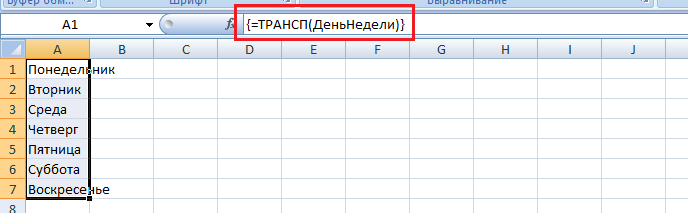 Буфер обм...
Шрифт
Выравнивание
A1
fx
{=ТРАНСП(ДеньНедели)}
A B C D E F G H I J K
1 Понедельник
2 Вторник
3 Среда
4 Четверг
5 Пятница
6 Суббота
7 Воскресенье
8